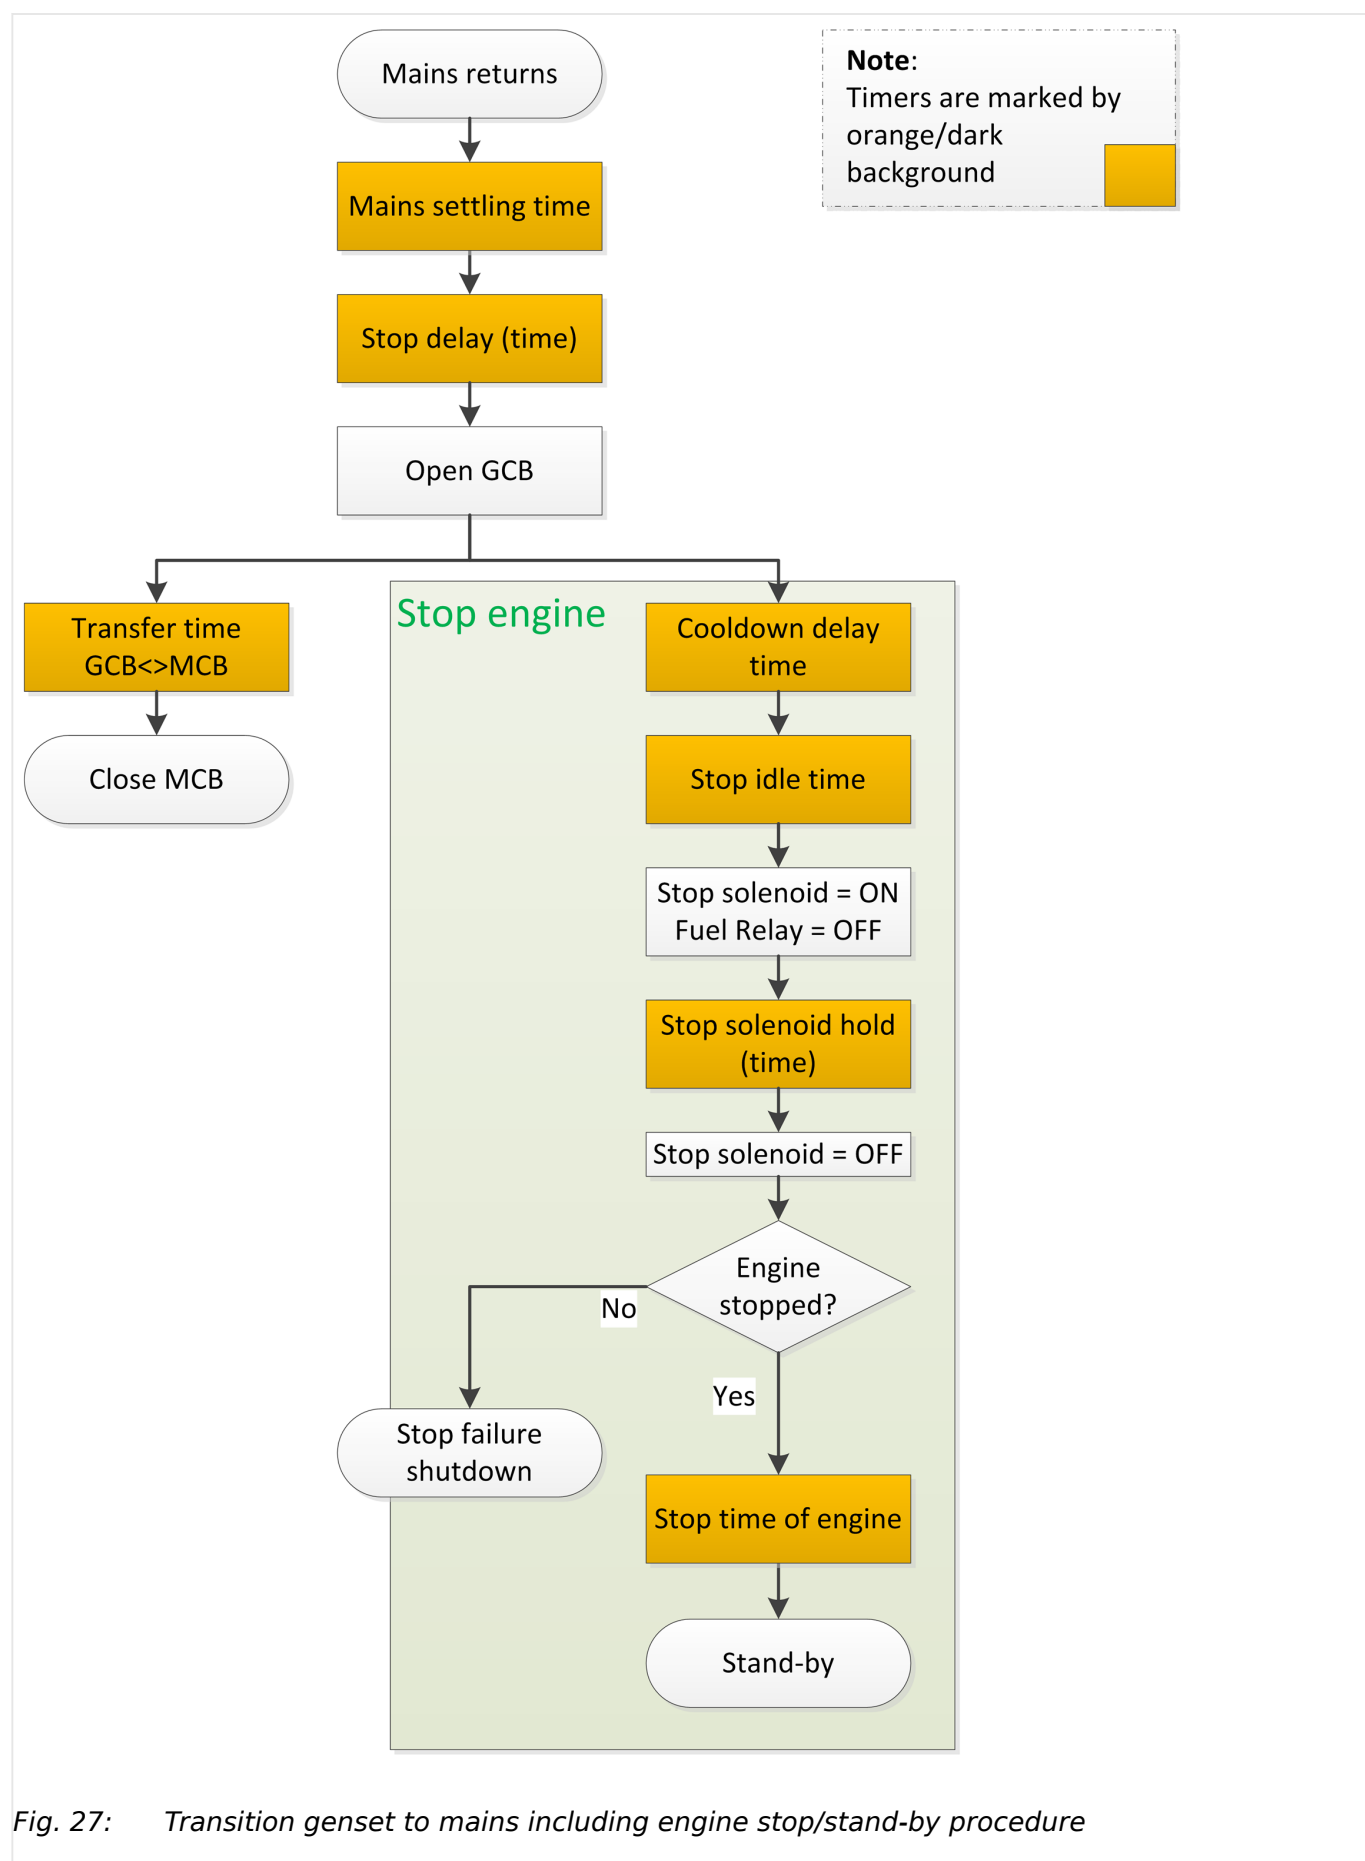 Mains returns
Note:
Timers are marked by
orange/dark
background
Mains settling time
Stop delay (time)
Open GCB
Transfer time
GCB<>MCB
Close MCB
Stop engine
Cooldown delay
time
Stop idle time
Stop solenoid = ON
Fuel Relay = OFF
Stop solenoid hold
(time)
Stop solenoid = OFF
Engine
stopped?
No
Yes
Stop failure
shutdown
Stop time of engine
Stand-by
Fig. 27: Transition genset to mains including engine stop/stand-by procedure